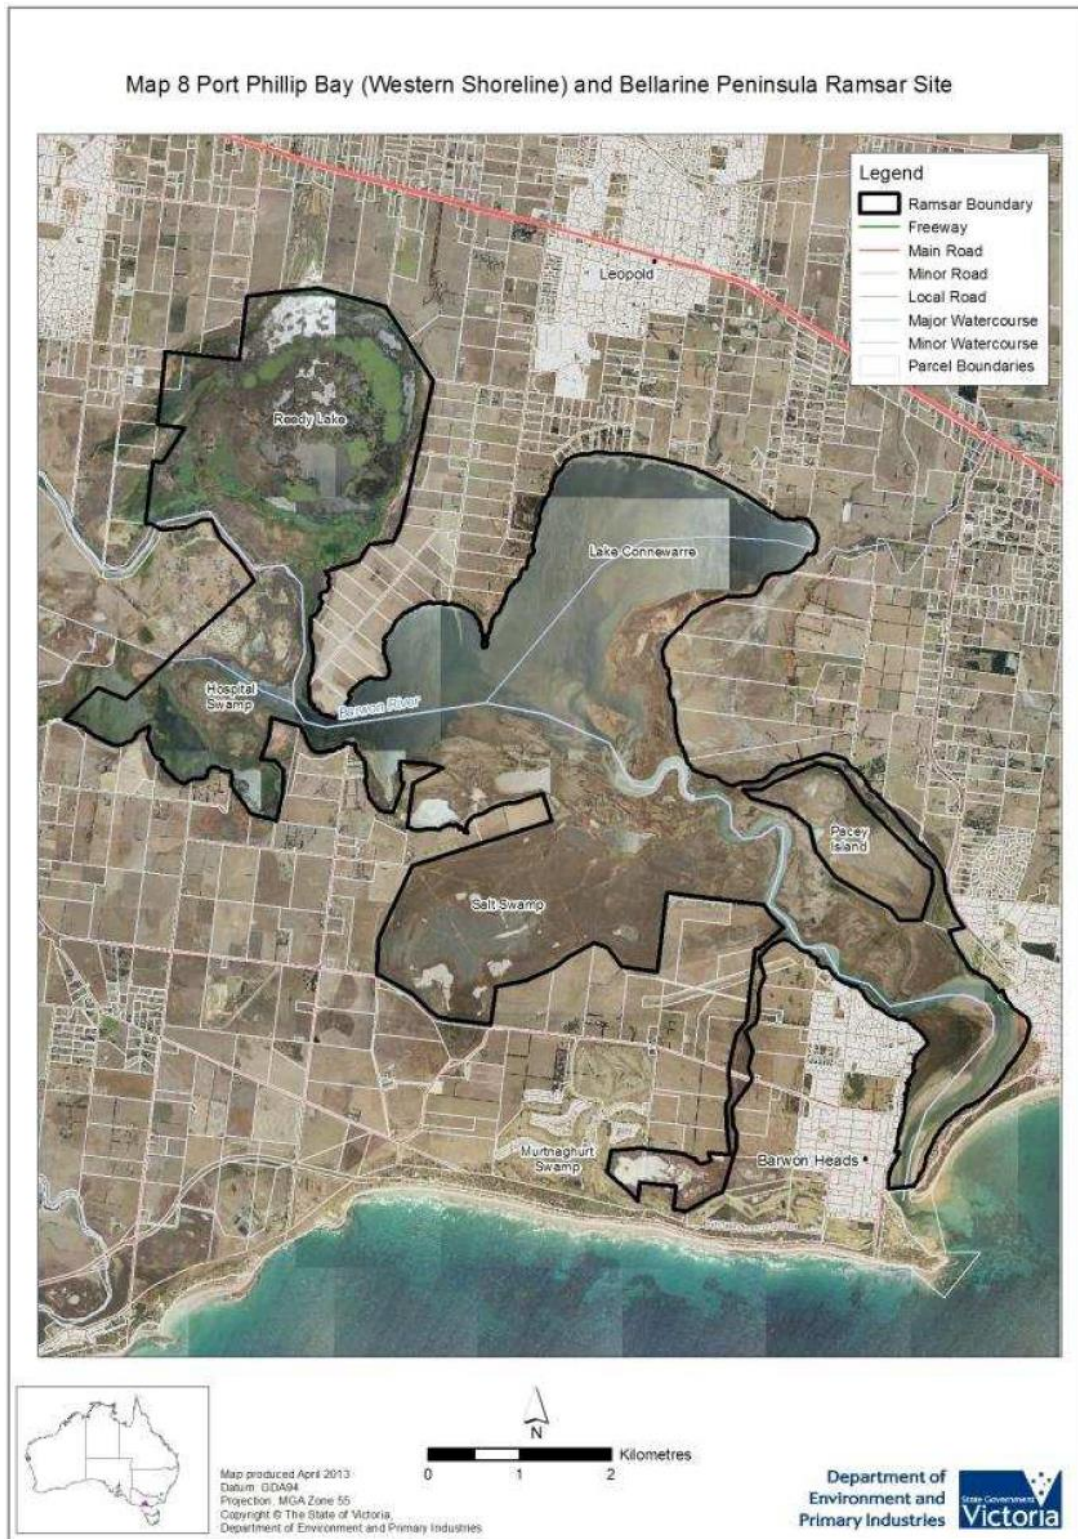 Map 8 Port Phillip Bay (Western Shoreline) and Bellarine Peninsula Ramsar Site
Legend
Ramsar Boundary
Freeway
Main Road
Minor Road
Local Road
Major Watercourse
Minor Watercourse
Parcel Boundaries
Leopold
Reedy Lake
Lake Connewarre
Hospital
Swamp
Barwon River
Pacey
Island
Salt Swamp
Murtnaghurt
Swamp
Barwon Heads
N
Kilometres
0 1 2
Map produced April 2013
Datum: GDA94
Projection: MGA Zone 55
Copyright © The State of Victoria,
Department of Environment and Primary Industries
Department of
Environment and
Primary Industries
State Government
Victoria